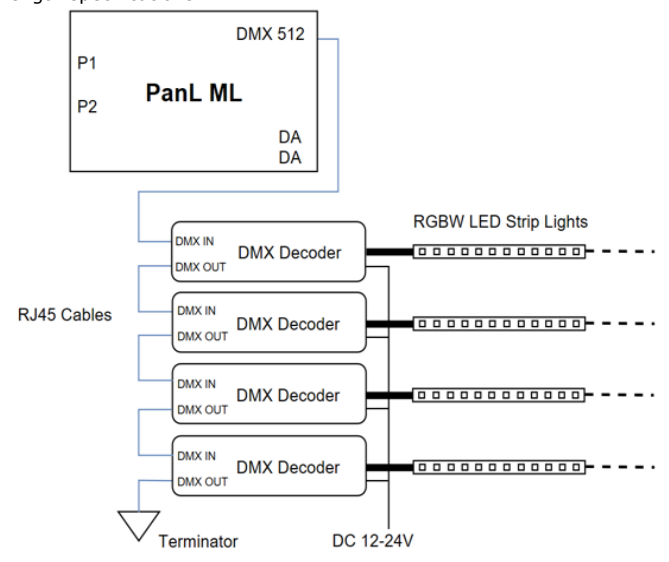 DMX 512
P1
PanL ML
P2
DA
DA
RGBW LED Strip Lights
DMX IN
DMX Decoder
DMX OUT
RJ45 Cables
DMX IN
DMX Decoder
DMX OUT
DMX IN
DMX Decoder
DMX OUT
DMX IN
DMX Decoder
DMX OUT
Terminator
DC 12-24V